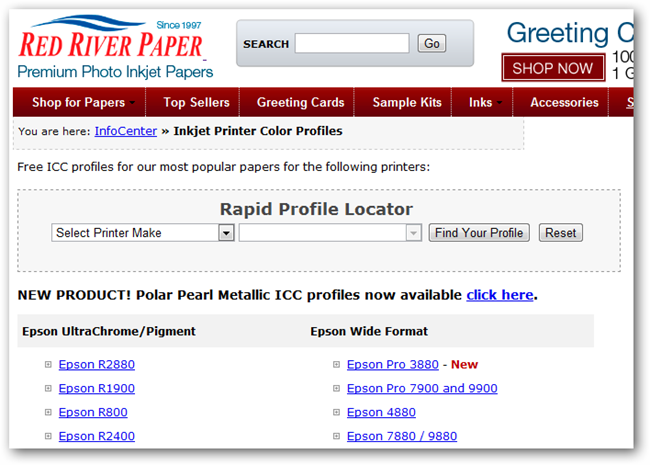 Since 1997
RED RIVER PAPER
Premium Photo Inkjet Papers
SEARCH Go
Greeting C
SHOP NOW
100
1 G
Shop for Papers Top Sellers Greeting Cards Sample Kits Inks Accessories S
You are here: InfoCenter » Inkjet Printer Color Profiles
Free ICC profiles for our most popular papers for the following printers:
Rapid Profile Locator
Select Printer Make Find Your Profile Reset
NEW PRODUCT! Polar Pearl Metallic ICC profiles now available click here.
Epson UltraChrome/Pigment Epson Wide Format
Epson R2880 Epson Pro 3880 - New
Epson R1900 Epson Pro 7900 and 9900
Epson R800 Epson 4880
Epson R2400 Epson 7880 / 9880